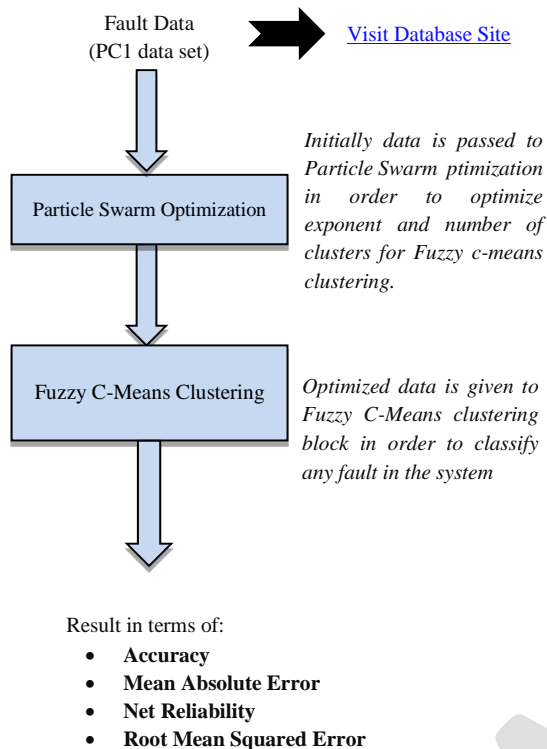 Fault Data
(PC1 data set)
Visit Database Site
Initially data is passed to
Particle Swarm ptimization
in order to optimize
exponent and number of
clusters for Fuzzy c-means
clustering.
Particle Swarm Optimization
Fuzzy C-Means Clustering
Optimized data is given to
Fuzzy C-Means clustering
block in order to classify
any fault in the system
Result in terms of:
• Accuracy
• Mean Absolute Error
• Net Reliability
• Root Mean Squared Error